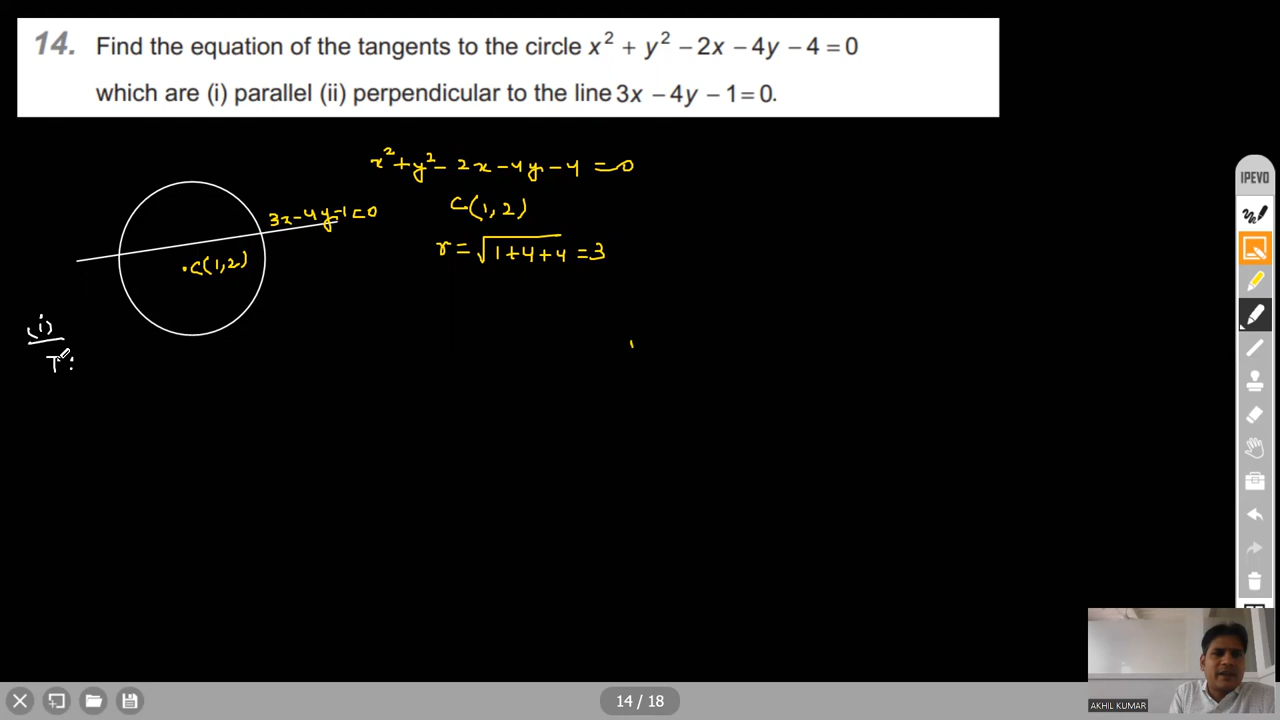 14. Find the equation of the tangents to the circle x² + y² − 2x − 4y − 4 = 0
which are (i) parallel (ii) perpendicular to the line 3x − 4y − 1 = 0.
x² + y² − 2x − 4y − 4 = 0
C(1, 2)
r = √1+4+4 = 3
3x − 4y − 1 = 0
.C(1, 2)
(i)
T:
IPEVO
14 / 18
AKHIL KUMAR